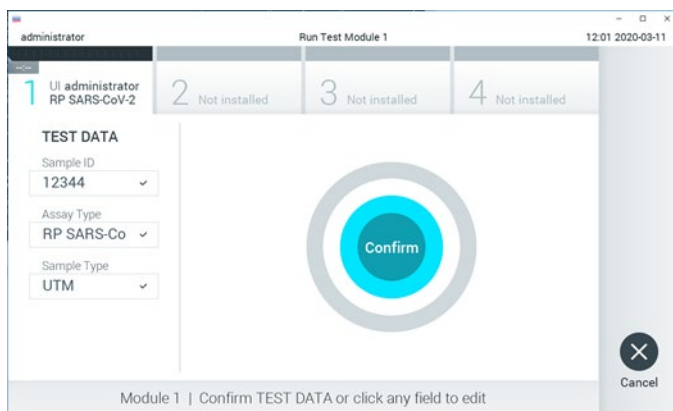 administrator
Run Test Module 1
12:01 2020-03-11
--:--
1 UI administrator
RP SARS-CoV-2
2 Not installed
3 Not installed
4 Not installed
TEST DATA
Sample ID
12344
Assay Type
RP SARS-Co
Sample Type
UTM
Confirm
Cancel
Module 1 | Confirm TEST DATA or click any field to edit